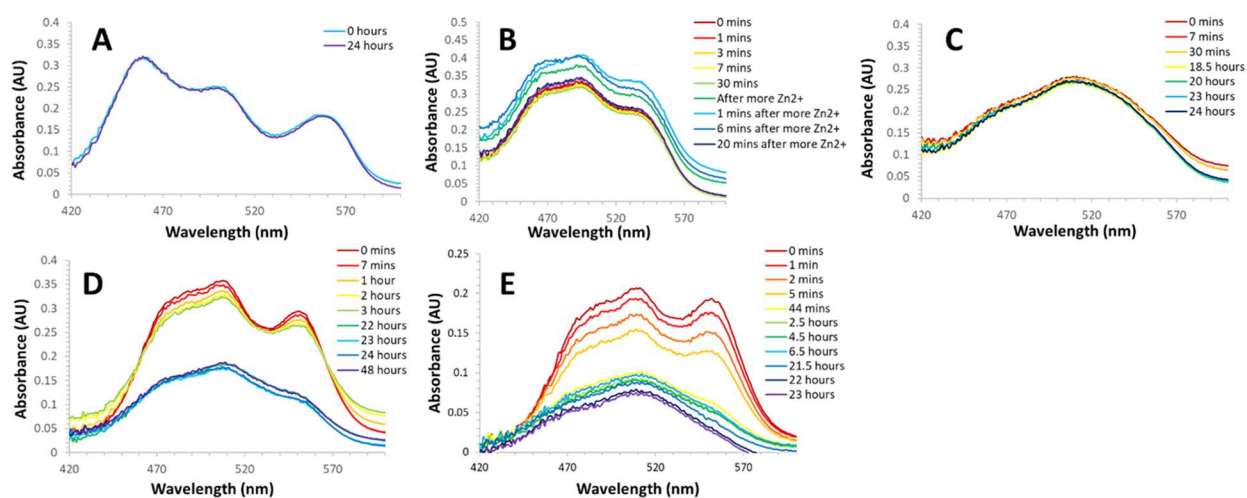 A
0.4
0.35
0.3
0.25
0.2
0.15
0.1
0.05
0
Absorbance (AU)
420
470
520
570
Wavelength (nm)
0 hours
24 hours
B
0.5
0.45
0.4
0.35
0.3
0.25
0.2
0.15
0.1
0.05
0
Absorbance (AU)
420
470
520
570
Wavelength (nm)
0 mins
1 mins
3 mins
7 mins
30 mins
After more Zn2+
1 mins after more Zn2+
6 mins after more Zn2+
20 mins after more Zn2+
C
0.4
0.35
0.3
0.25
0.2
0.15
0.1
0.05
0
Absorbance (AU)
420
470
520
570
Wavelength (nm)
0 mins
7 mins
30 mins
18.5 hours
20 hours
23 hours
24 hours
D
0.4
0.35
0.3
0.25
0.2
0.15
0.1
0.05
0
Absorbance (AU)
420
470
520
570
Wavelength (nm)
0 mins
7 mins
1 hour
2 hours
3 hours
22 hours
23 hours
24 hours
48 hours
E
0.25
0.2
0.15
0.1
0.05
0
Absorbance (AU)
420
470
520
570
Wavelength (nm)
0 mins
1 min
2 mins
5 mins
44 mins
2.5 hours
4.5 hours
6.5 hours
21.5 hours
22 hours
23 hours